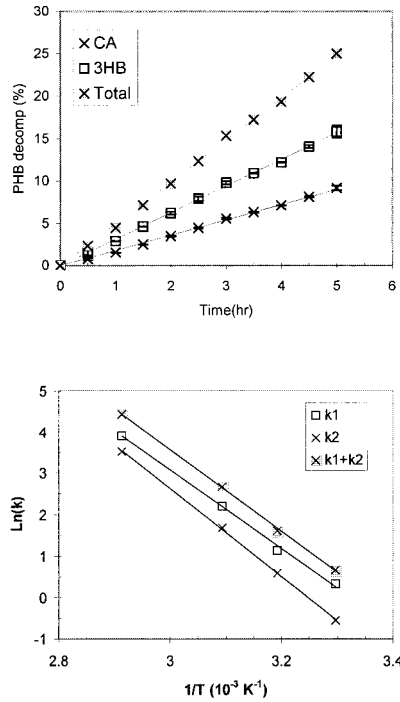 30
25
20
15
10
5
0
PHB decomp (%)
CA
3HB
Total
0 1 2 3 4 5 6
Time(hr)
5
4
3
2
1
0
-1
Ln(k)
k1
k2
k1+k2
2.8 3 3.2 3.4
1/T (10⁻³ K⁻¹)